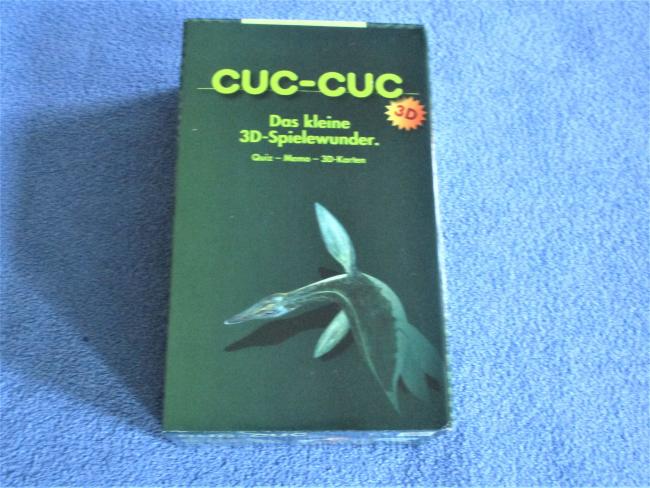 CUC-CUC
3D
Das kleine
3D-Spielewunder.
Quiz – Memo – 3D-Karten